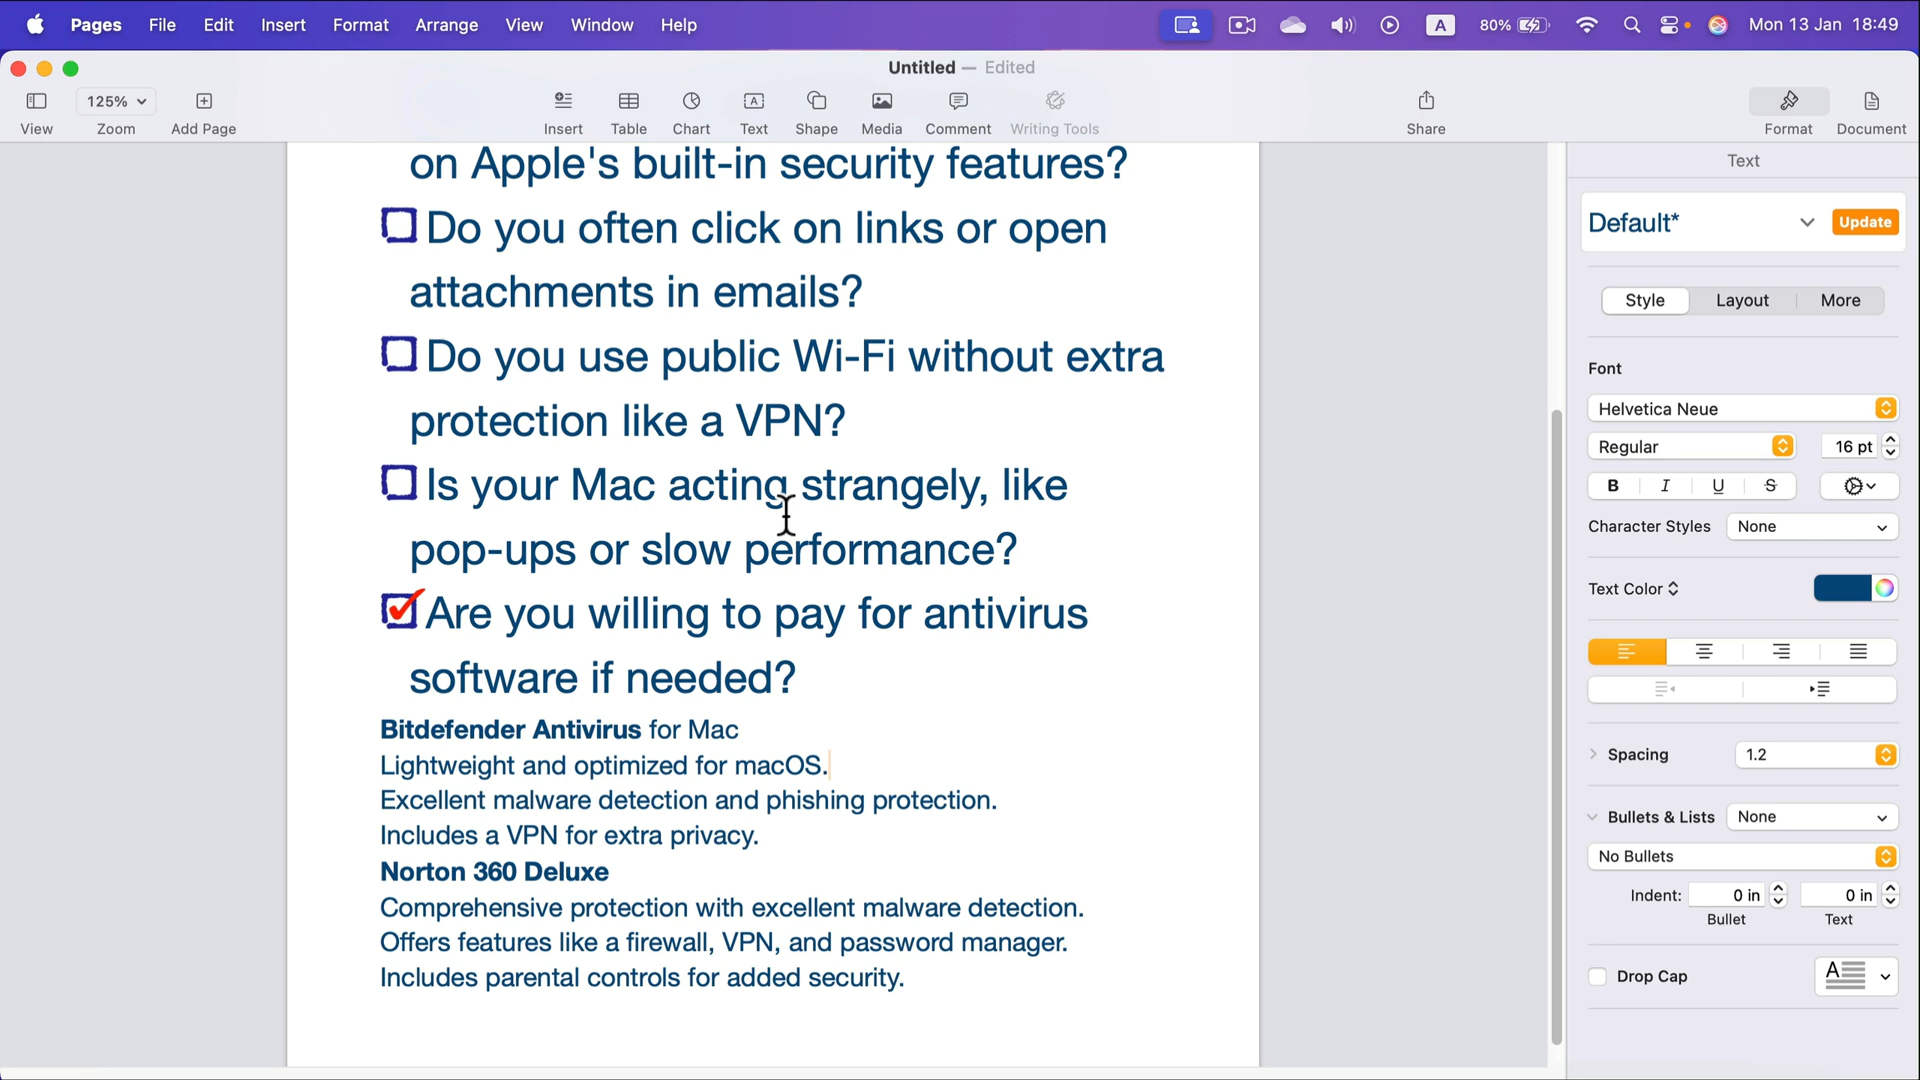 Pages File Edit Insert Format Arrange View Window Help A 80% Mon 13 Jan 18:49
Untitled — Edited
125%
View Zoom Add Page Insert Table Chart Text Shape Media Comment Writing Tools Share Format Document
on Apple's built-in security features?
Do you often click on links or open
attachments in emails?
Do you use public Wi-Fi without extra
protection like a VPN?
Is your Mac acting strangely, like
pop-ups or slow performance?
Are you willing to pay for antivirus
software if needed?
Bitdefender Antivirus for Mac
Lightweight and optimized for macOS.
Excellent malware detection and phishing protection.
Includes a VPN for extra privacy.
Norton 360 Deluxe
Comprehensive protection with excellent malware detection.
Offers features like a firewall, VPN, and password manager.
Includes parental controls for added security.
Text
Default* Update
Style Layout More
Font
Helvetica Neue
Regular 16 pt
B I U S
Character Styles None
Text Color
Spacing 1.2
Bullets & Lists None
No Bullets
Indent: 0 in 0 in
Bullet Text
Drop Cap A